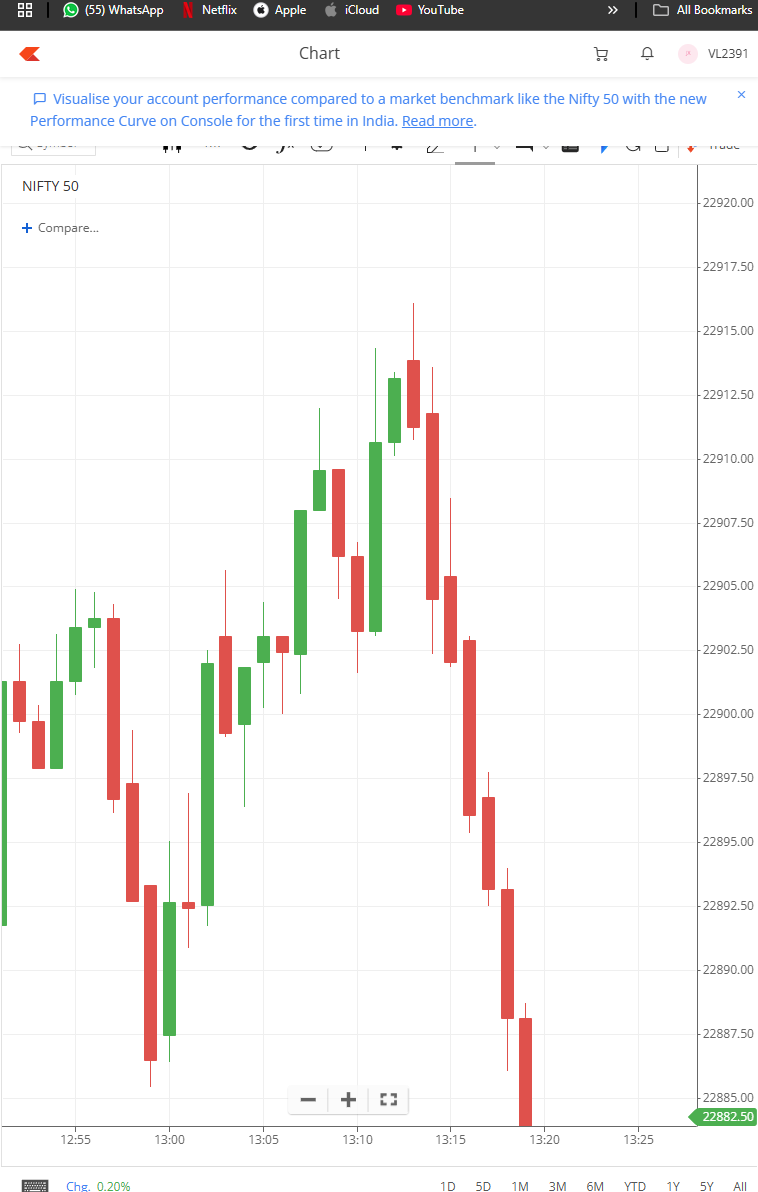 (55) WhatsApp Netflix Apple iCloud YouTube » All Bookmarks
Chart
VL2391
Visualise your account performance compared to a market benchmark like the Nifty 50 with the new
Performance Curve on Console for the first time in India. Read more.
NIFTY 50
+ Compare...
22920.00
22917.50
22915.00
22912.50
22910.00
22907.50
22905.00
22902.50
22900.00
22897.50
22895.00
22892.50
22890.00
22887.50
22885.00
22882.50
12:55 13:00 13:05 13:10 13:15 13:20 13:25
Chg. 0.20% 1D 5D 1M 3M 6M YTD 1Y 5Y All